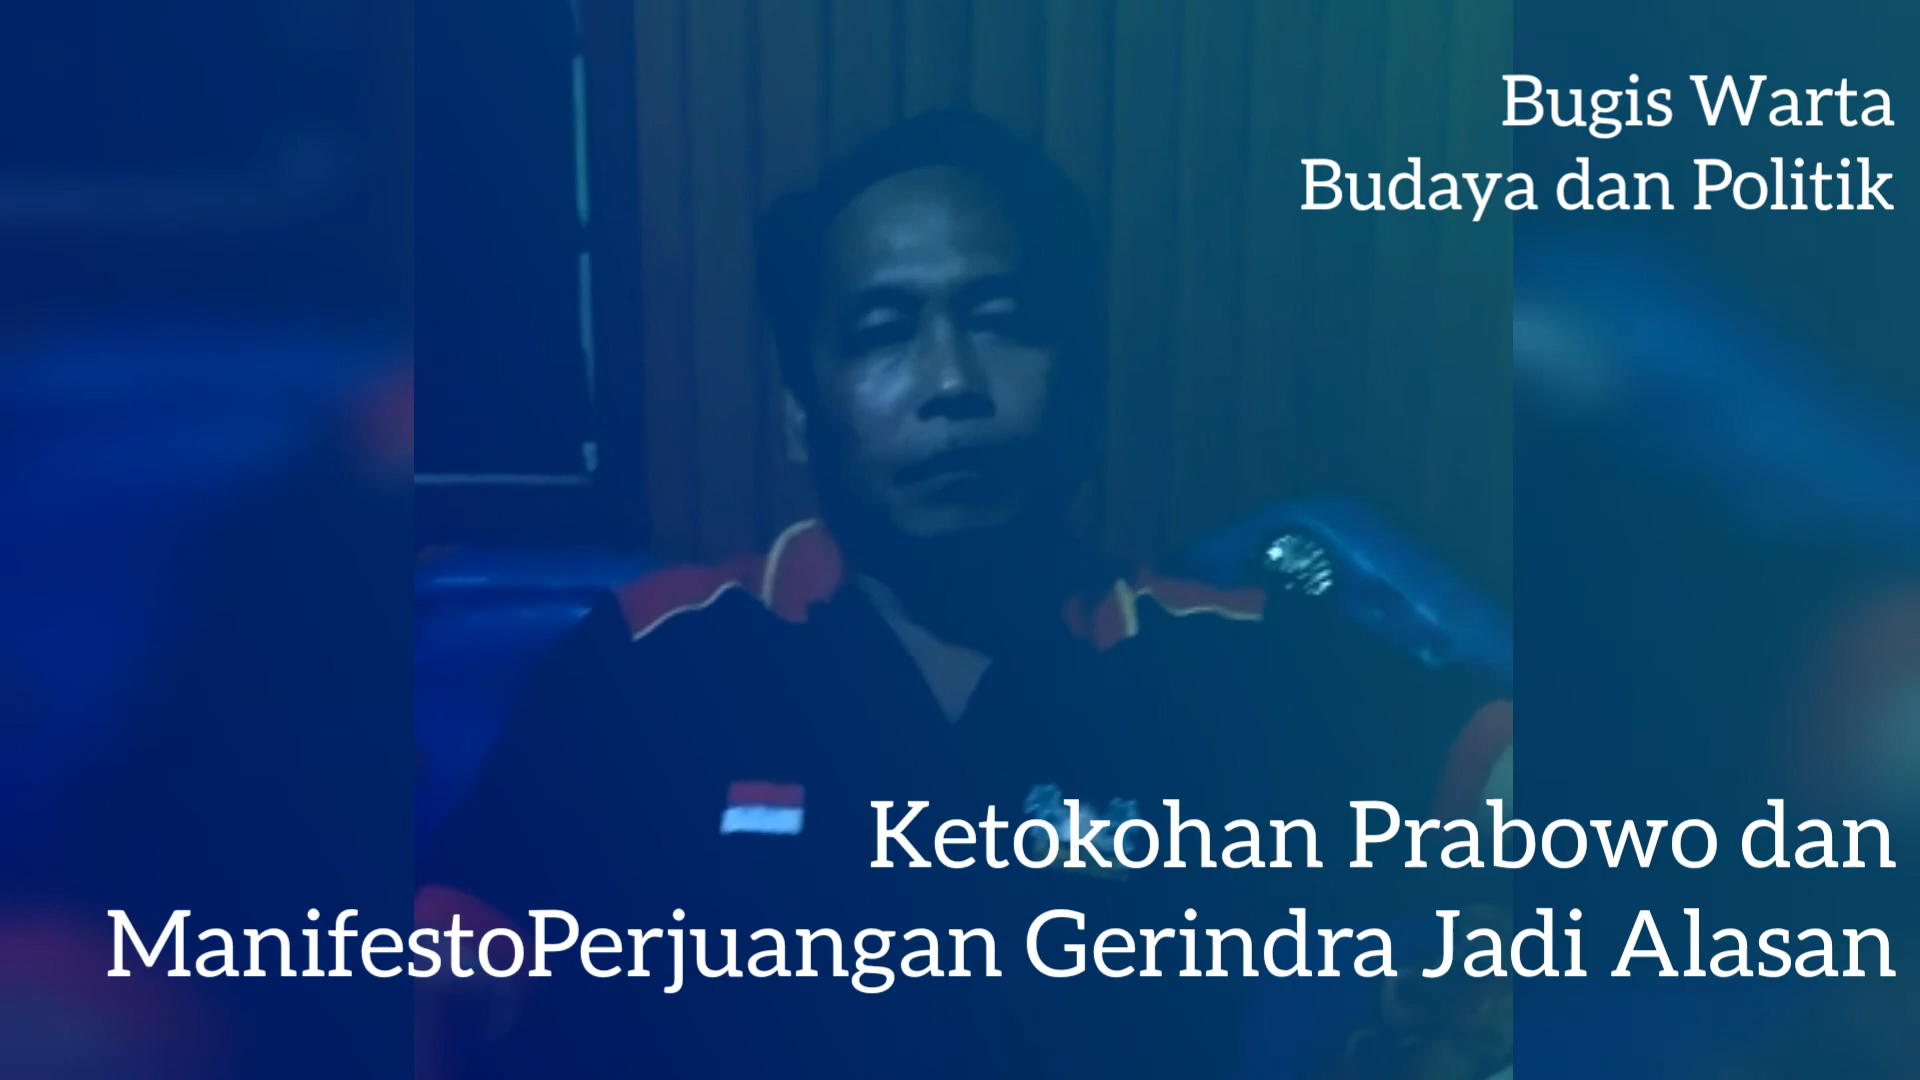 Bugis Warta
Budaya dan Politik
Ketokohan Prabowo dan
ManifestoPerjuangan Gerindra Jadi Alasan